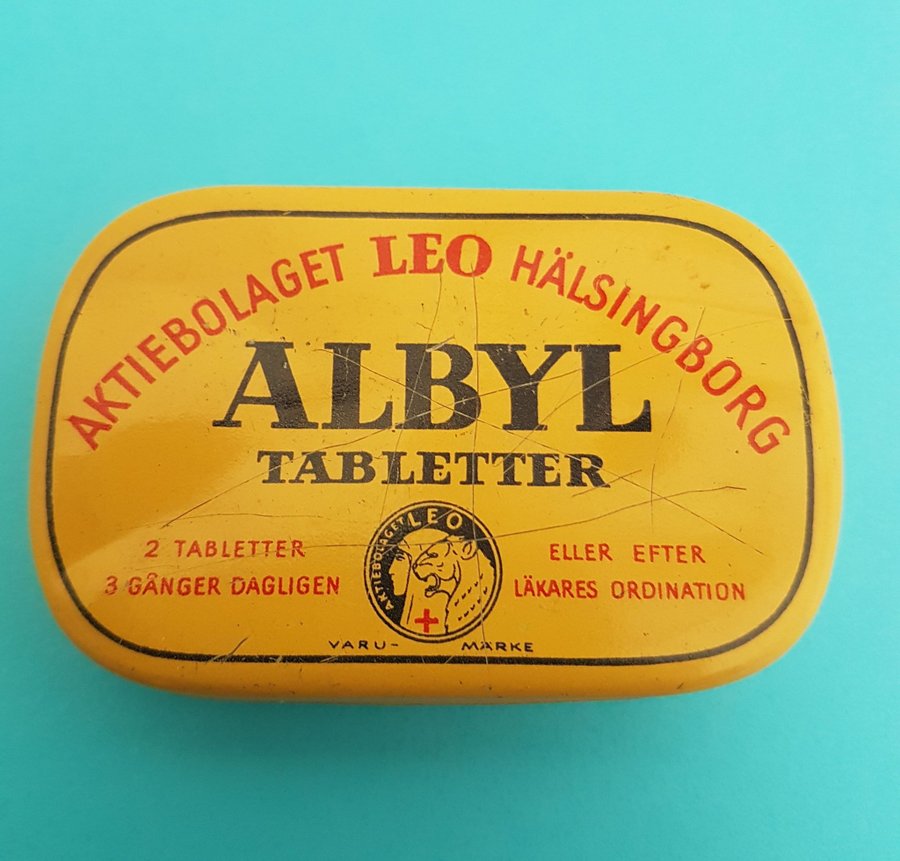 AKTIEBOLAGET LEO HÄLSINGBORG
ALBYL
TABLETTER
2 TABLETTER
3 GÅNGER DAGLIGEN
AKTIEBOLAGET LEO
ELLER EFTER
LÄKARES ORDINATION
VARU- MÄRKE